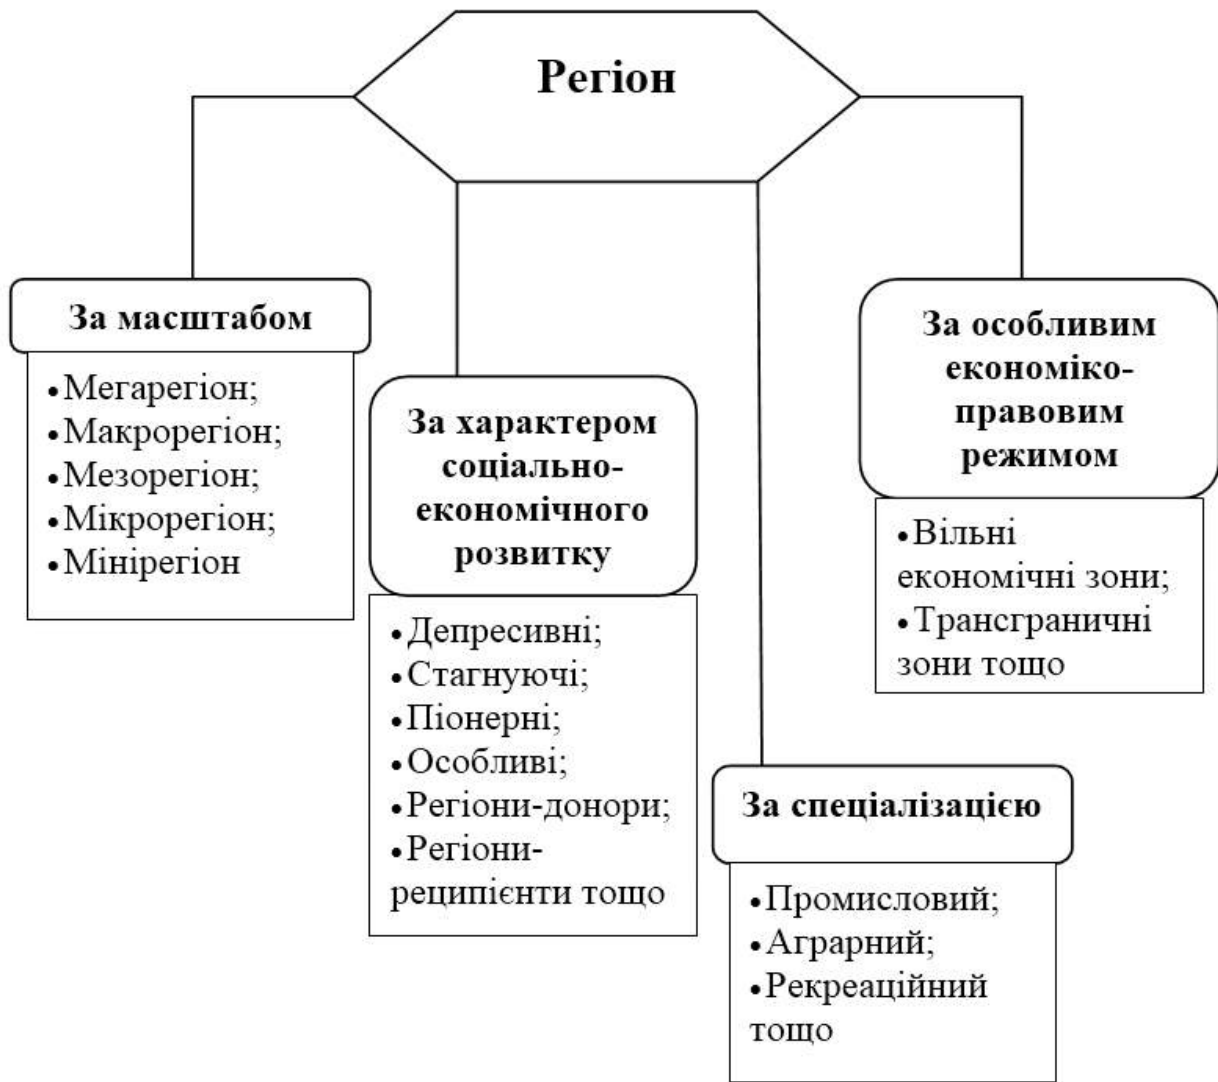 Регіон
За масштабом
•Мегарегіон;
•Макрорегіон;
•Мезорегіон;
•Мікрорегіон;
•Мінірегіон
За характером
соціально-
економічного
розвитку
•Депресивні;
•Стагнуючі;
•Піонерні;
•Особливі;
•Регіони-донори;
•Регіони-
реципієнти тощо
За спеціалізацією
•Промисловий;
•Аграрний;
•Рекреаційний
тощо
За особливим
економіко-
правовим
режимом
•Вільні
економічні зони;
•Трансграничні
зони тощо